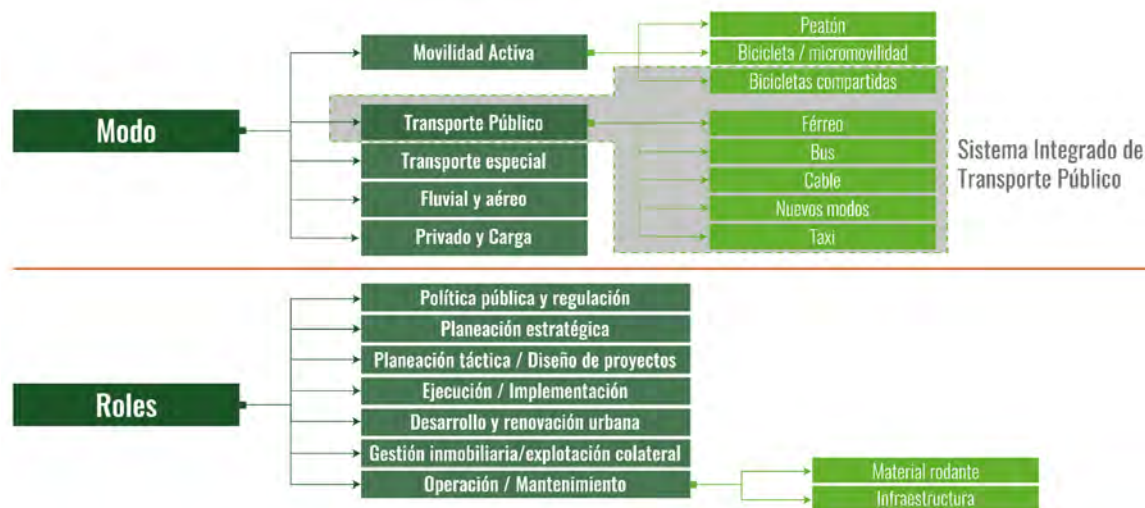 Modo
Movilidad Activa
Transporte Público
Transporte especial
Fluvial y aéreo
Privado y Carga
Peatón
Bicicleta / micromovilidad
Bicicletas compartidas
Férreo
Bus
Cable
Nuevos modos
Taxi
Sistema Integrado de
Transporte Público
Roles
Política pública y regulación
Planeación estratégica
Planeación táctica / Diseño de proyectos
Ejecución / Implementación
Desarrollo y renovación urbana
Gestión inmobiliaria/explotación colateral
Operación / Mantenimiento
Material rodante
Infraestructura